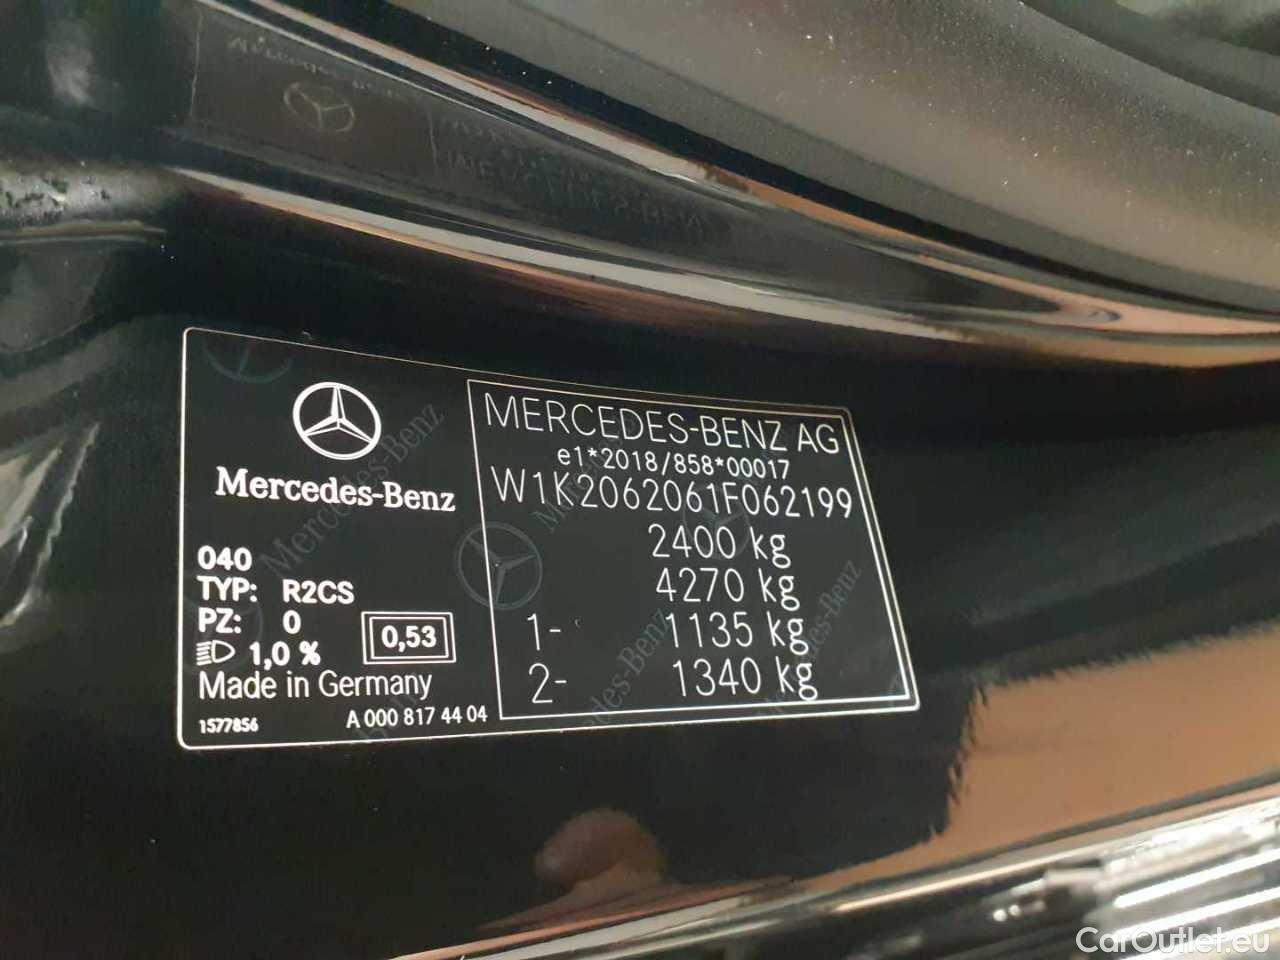 Mercedes-Benz
040
TYP: R2CS
PZ: 0
1,0 %
0,53
Made in Germany
1577856 A 000 817 44 04
MERCEDES-BENZ AG
e1*2018/858*00017
W1K2062061F062199
2400 kg
4270 kg
1- 1135 kg
2- 1340 kg
Mercedes-Benz
CarOutlet.eu